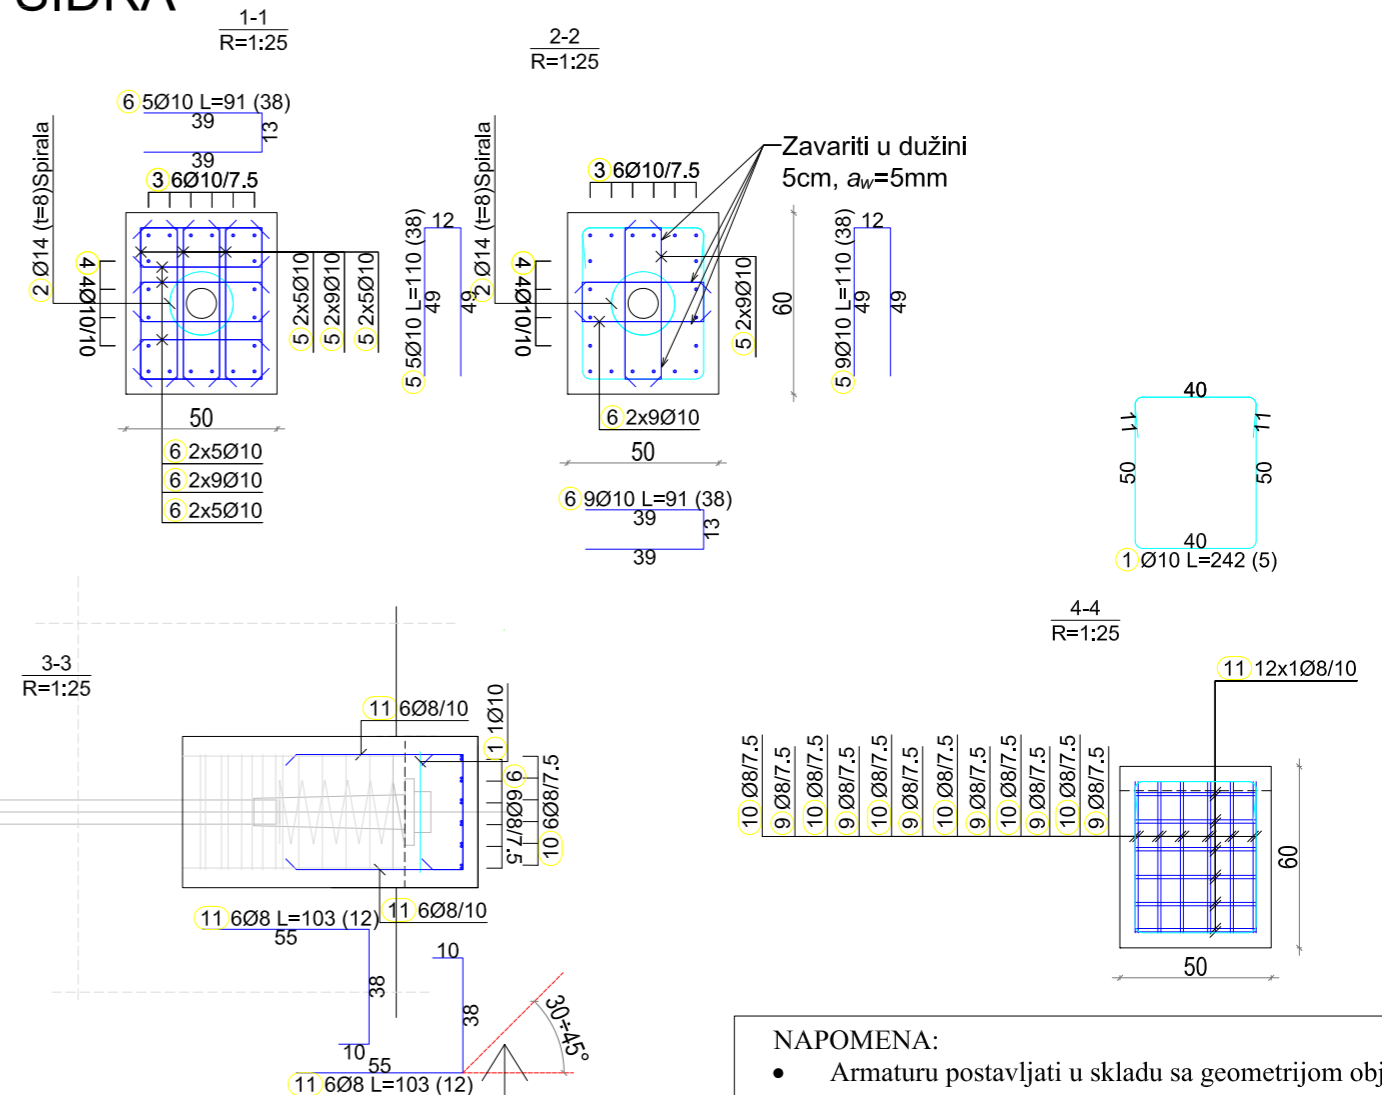 1-1
R=1:25
2-2
R=1:25
6 5Ø10 L=91 (38)
39
13
39
3 6Ø10/7.5
2 Ø14 (t=8)Spirala
4 4Ø10/10
5 2x5Ø10
5 2x9Ø10
5 2x5Ø10
50
6 2x5Ø10
6 2x9Ø10
6 2x5Ø10
5 5Ø10 L=110 (38)
12
49
49
2 Ø14 (t=8)Spirala
3 6Ø10/7.5
Zavariti u dužini
5cm, aw=5mm
4 4Ø10/10
5 2x9Ø10
60
6 2x9Ø10
50
5 9Ø10 L=110 (38)
12
49
49
6 9Ø10 L=91 (38)
39
13
39
40
11
11
50
50
40
1 Ø10 L=242 (5)
3-3
R=1:25
11 6Ø8/10
1 1Ø10
9 6Ø8/7.5
10 6Ø8/7.5
11 6Ø8/10
11 6Ø8 L=103 (12)
55
38
10
10
38
55
11 6Ø8 L=103 (12)
30÷45°
4-4
R=1:25
11 12x1Ø8/10
10 Ø8/7.5
9 Ø8/7.5
10 Ø8/7.5
9 Ø8/7.5
10 Ø8/7.5
9 Ø8/7.5
10 Ø8/7.5
9 Ø8/7.5
10 Ø8/7.5
9 Ø8/7.5
10 Ø8/7.5
9 Ø8/7.5
60
50
NAPOMENA:
• Armaturu postavljati u skladu sa geometrijom obj